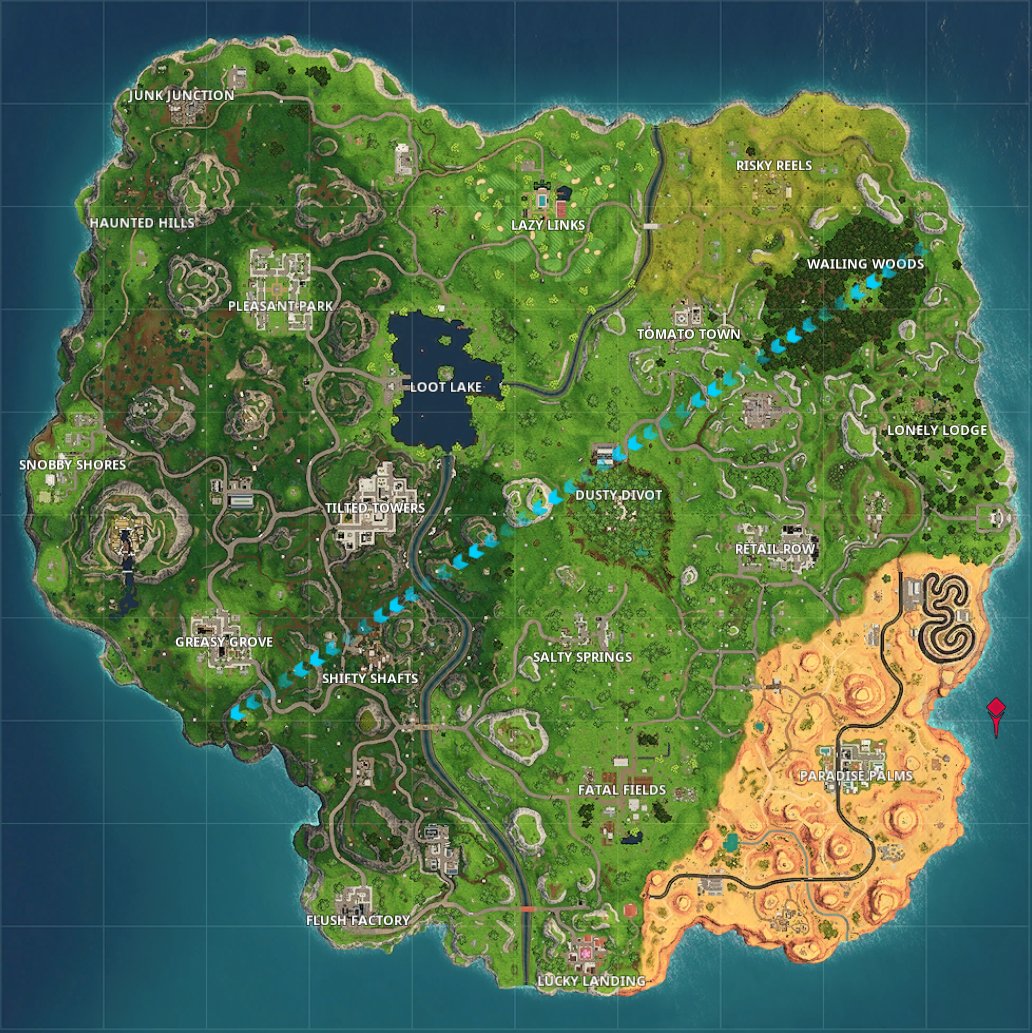 JUNK JUNCTION
RISKY REELS
HAUNTED HILLS
LAZY LINKS
WAILING WOODS
PLEASANT PARK
TOMATO TOWN
LOOT LAKE
LONELY LODGE
SNOBBY SHORES
DUSTY DIVOT
TILTED TOWERS
RETAIL ROW
GREASY GROVE
SALTY SPRINGS
SHIFTY SHAFTS
PARADISE PALMS
FATAL FIELDS
FLUSH FACTORY
LUCKY LANDING